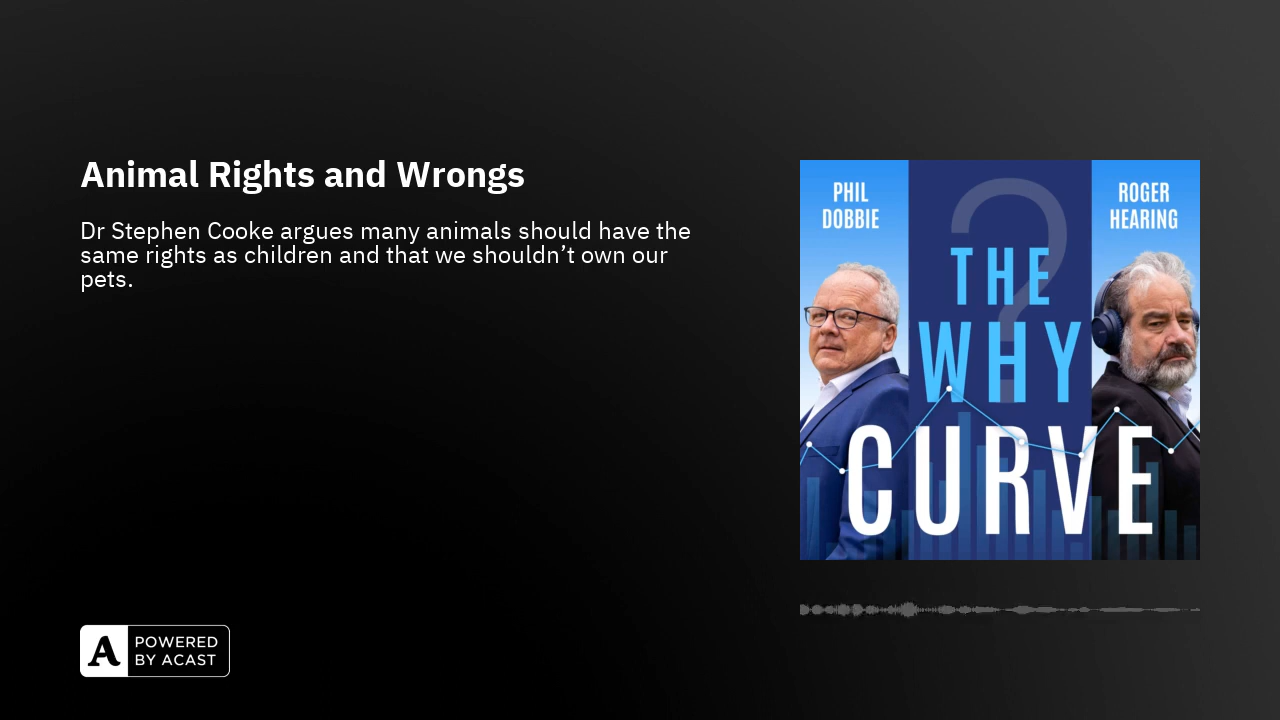 Animal Rights and Wrongs
Dr Stephen Cooke argues many animals should have the
same rights as children and that we shouldn’t own our
pets.
PHIL
DOBBIE
ROGER
HEARING
?
THE
WHY
CURVE
A
POWERED
BY ACAST